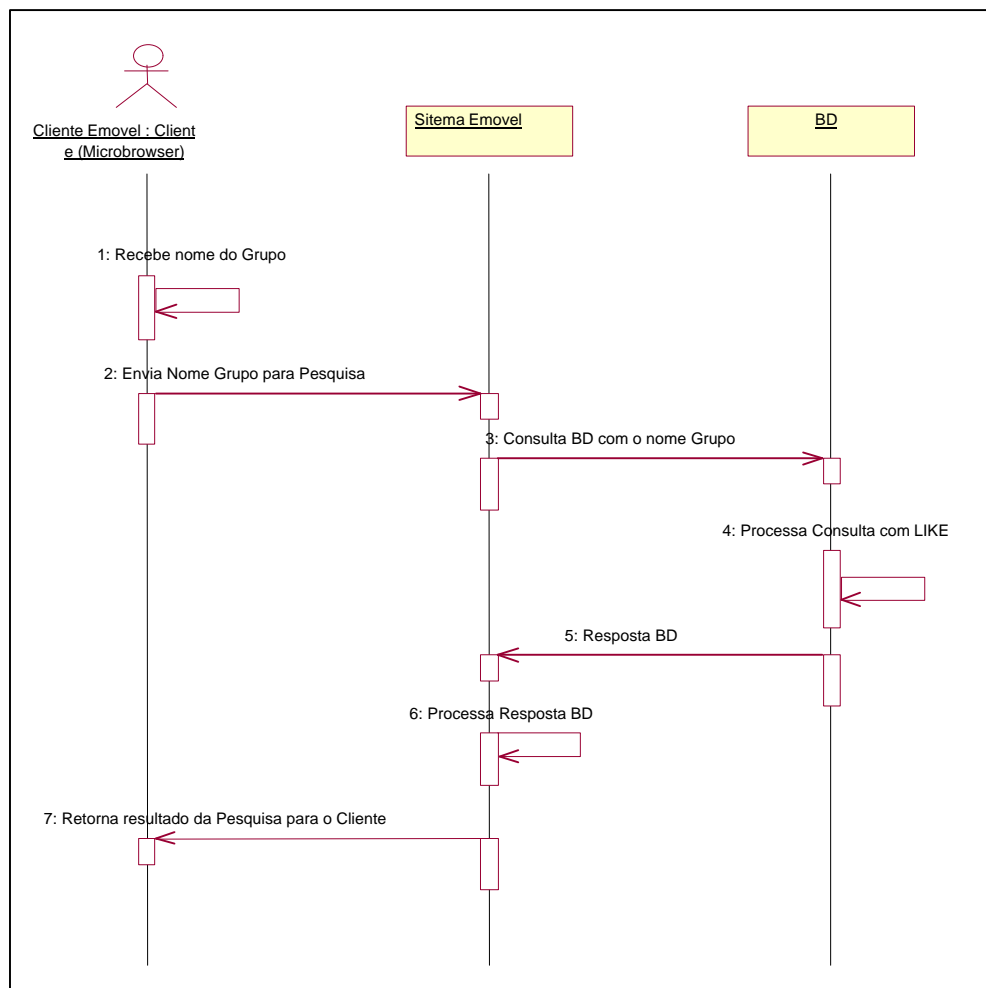 Cliente Emovel : Client
e (Microbrowser)
Sitema Emovel
BD
1: Recebe nome do Grupo
2: Envia Nome Grupo para Pesquisa
3: Consulta BD com o nome Grupo
4: Processa Consulta com LIKE
5: Resposta BD
6: Processa Resposta BD
7: Retorna resultado da Pesquisa para o Cliente